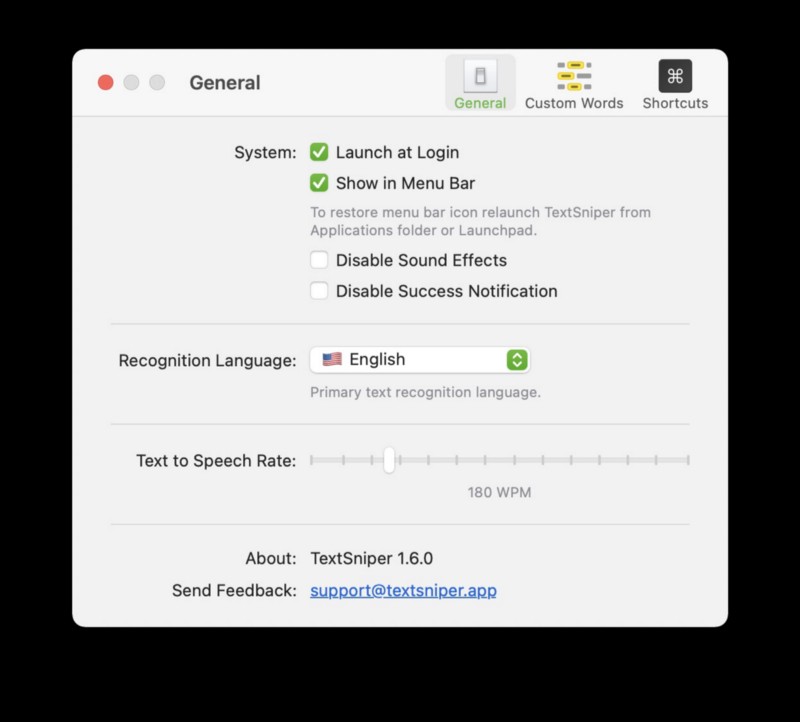 General
General Custom Words Shortcuts
System: Launch at Login
Show in Menu Bar
To restore menu bar icon relaunch TextSniper from
Applications folder or Launchpad.
Disable Sound Effects
Disable Success Notification
Recognition Language: English
Primary text recognition language.
Text to Speech Rate:
180 WPM
About: TextSniper 1.6.0
Send Feedback: support@textsniper.app